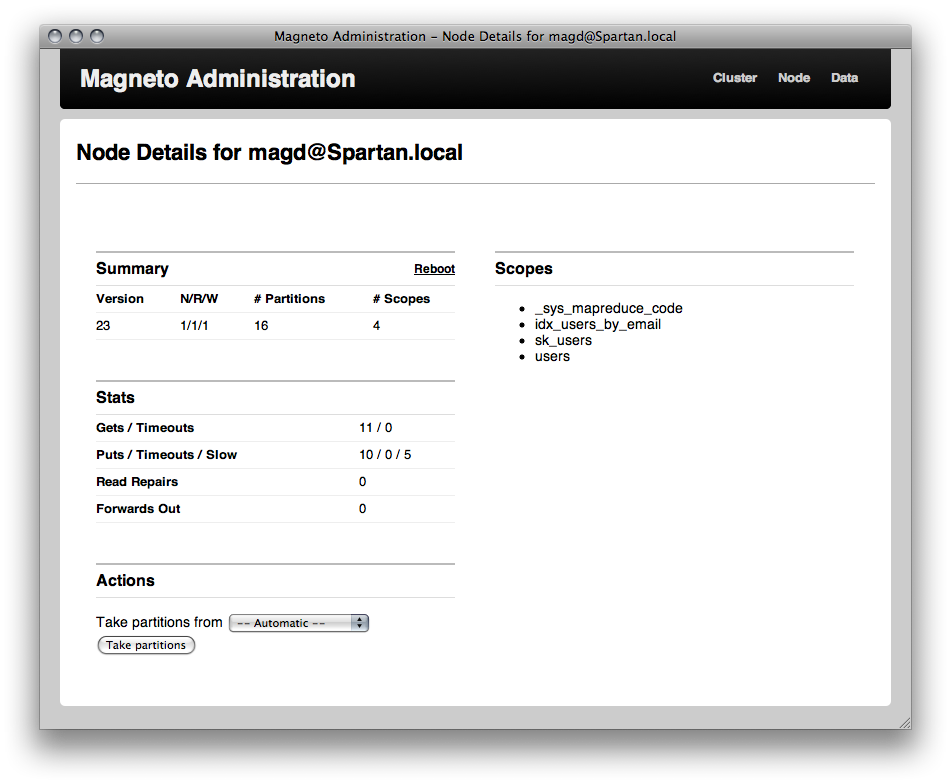 Magneto Administration – Node Details for magd@Spartan.local
Magneto Administration
Cluster Node Data
Node Details for magd@Spartan.local
Summary Reboot
Version N/R/W # Partitions # Scopes
23 1/1/1 16 4
Stats
Gets / Timeouts 11 / 0
Puts / Timeouts / Slow 10 / 0 / 5
Read Repairs 0
Forwards Out 0
Actions
Take partitions from -- Automatic --
Take partitions
Scopes
_sys_mapreduce_code
idx_users_by_email
sk_users
users